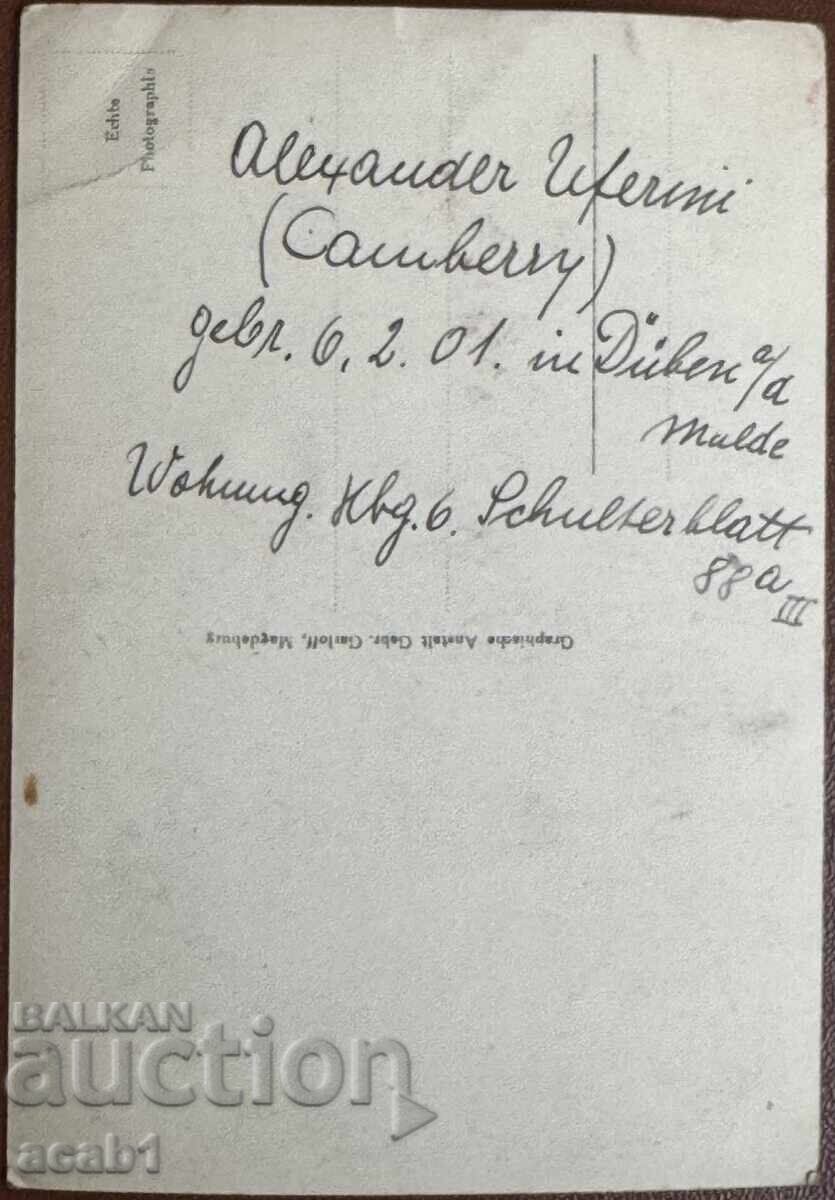 Echte
Photographie
Alexander Uferini
(Camberry)
gebr. 6, 2. 01. in Düben a/d
Mulde
Wohnung. Hbg. 6. Schulterblatt
88a
III
Graphische Anstalt Gebr. Garloff, Magdeburg
BALKAN
auction
acab1